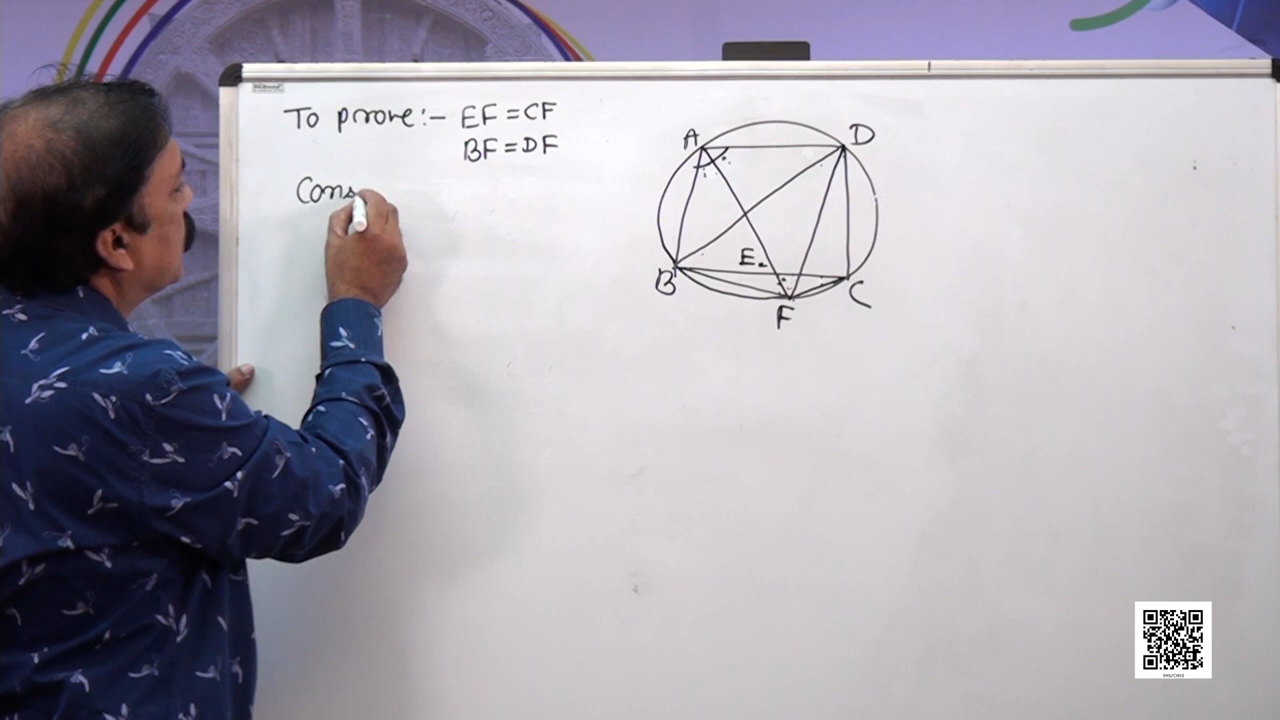 To prove:- EF = CF
BF = DF
Cons
A
D
E
B
C
F